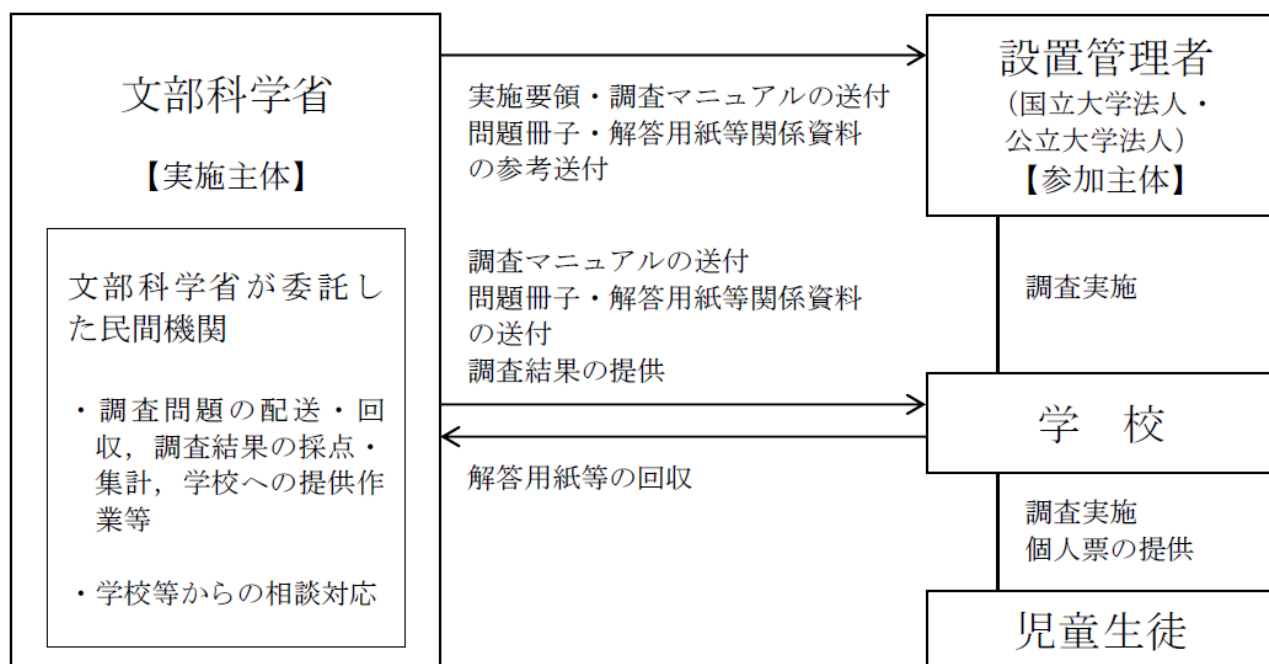 文部科学省
【実施主体】
文部科学省が委託し
た民間機関
・調査問題の配送・回
収，調査結果の採点・
集計，学校への提供作
業等
・学校等からの相談対応
実施要領・調査マニュアルの送付
問題冊子・解答用紙等関係資料
の参考送付
調査マニュアルの送付
問題冊子・解答用紙等関係資料
の送付
調査結果の提供
解答用紙等の回収
設置管理者
（国立大学法人・
公立大学法人）
【参加主体】
調査実施
学　校
調査実施
個人票の提供
児童生徒